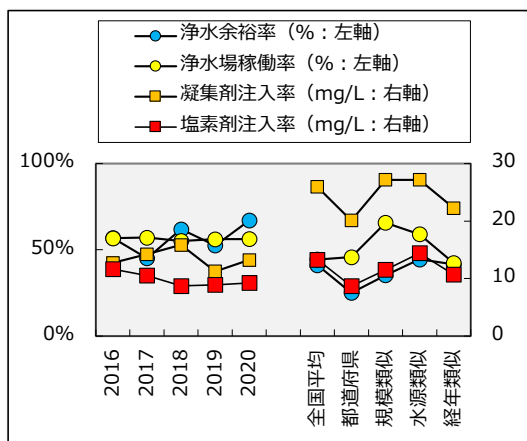 浄水余裕率（%：左軸）
浄水場稼働率（%：左軸）
凝集剤注入率（mg/L：右軸）
塩素剤注入率（mg/L：右軸）
100%
50%
0%
30
20
10
0
2016
2017
2018
2019
2020
全国平均
都道府県
規模類似
水源類似
経年類似